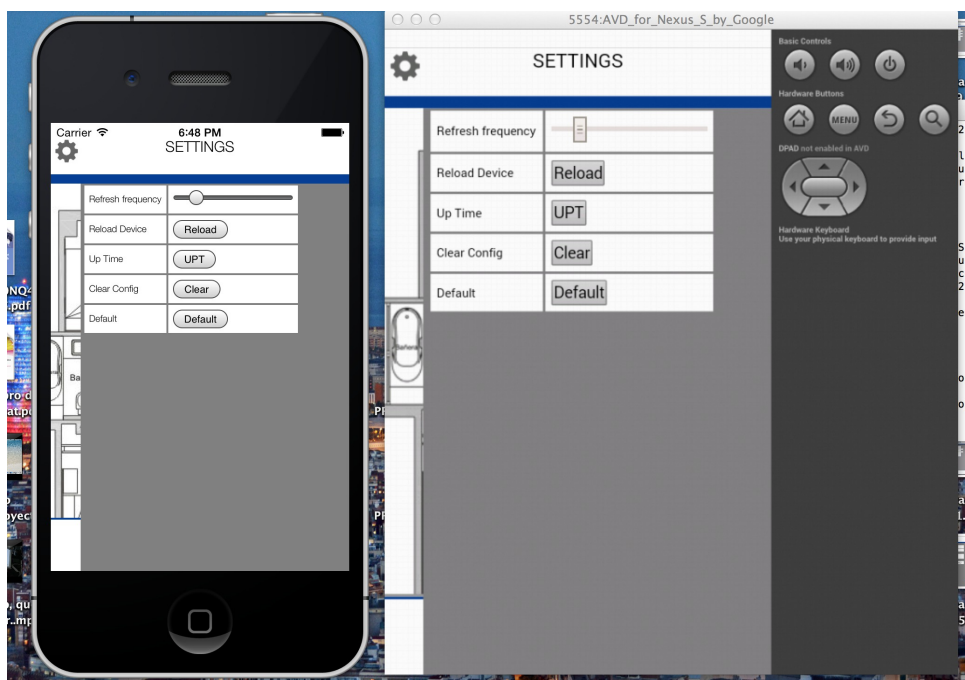 5554:AVD_for_Nexus_S_by_Google
Carrier
6:48 PM
SETTINGS
Refresh frequency
Reload Device
Reload
Up Time
UPT
Clear Config
Clear
Default
Default
Ba
SETTINGS
Refresh frequency
Reload Device
Reload
Up Time
UPT
Clear Config
Clear
Default
Default
Bañera
Basic Controls
Hardware Buttons
MENU
DPAD not enabled in AVD
Hardware Keyboard
Use your physical keyboard to provide input